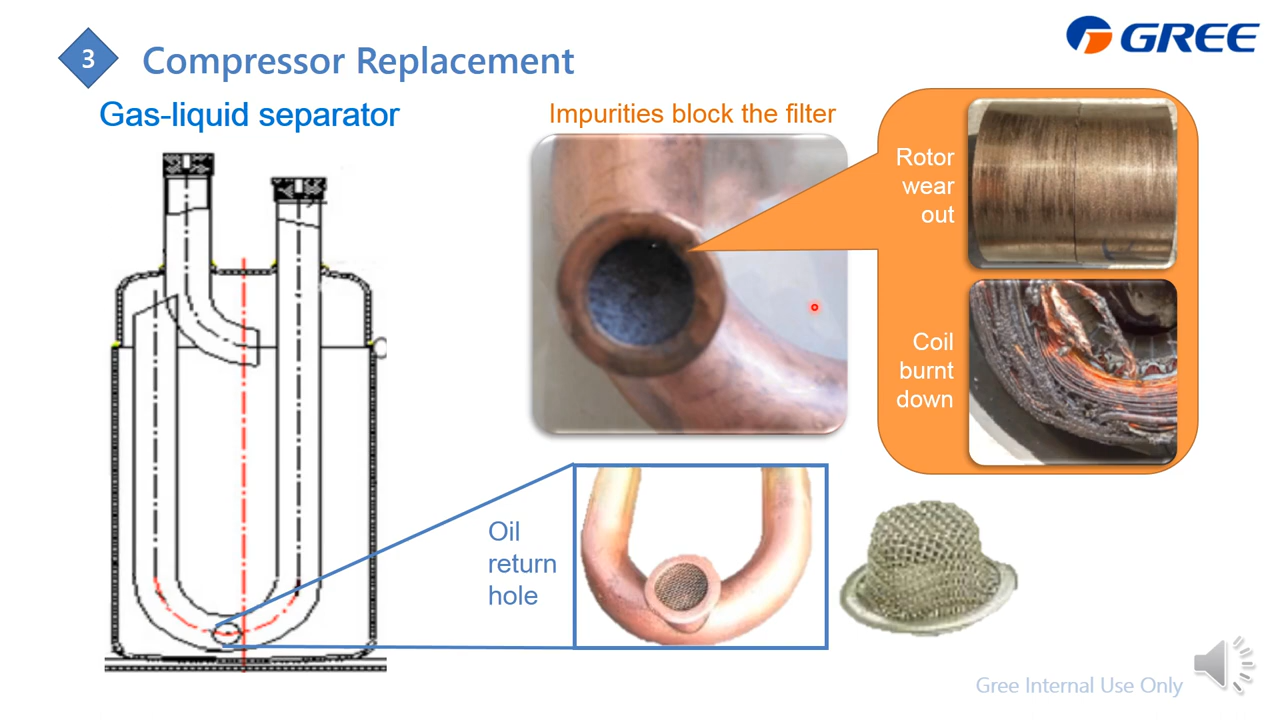 3
Compressor Replacement
GREE
Gas-liquid separator
Impurities block the filter
Rotor
wear
out
Coil
burnt
down
Oil
return
hole
Gree Internal Use Only